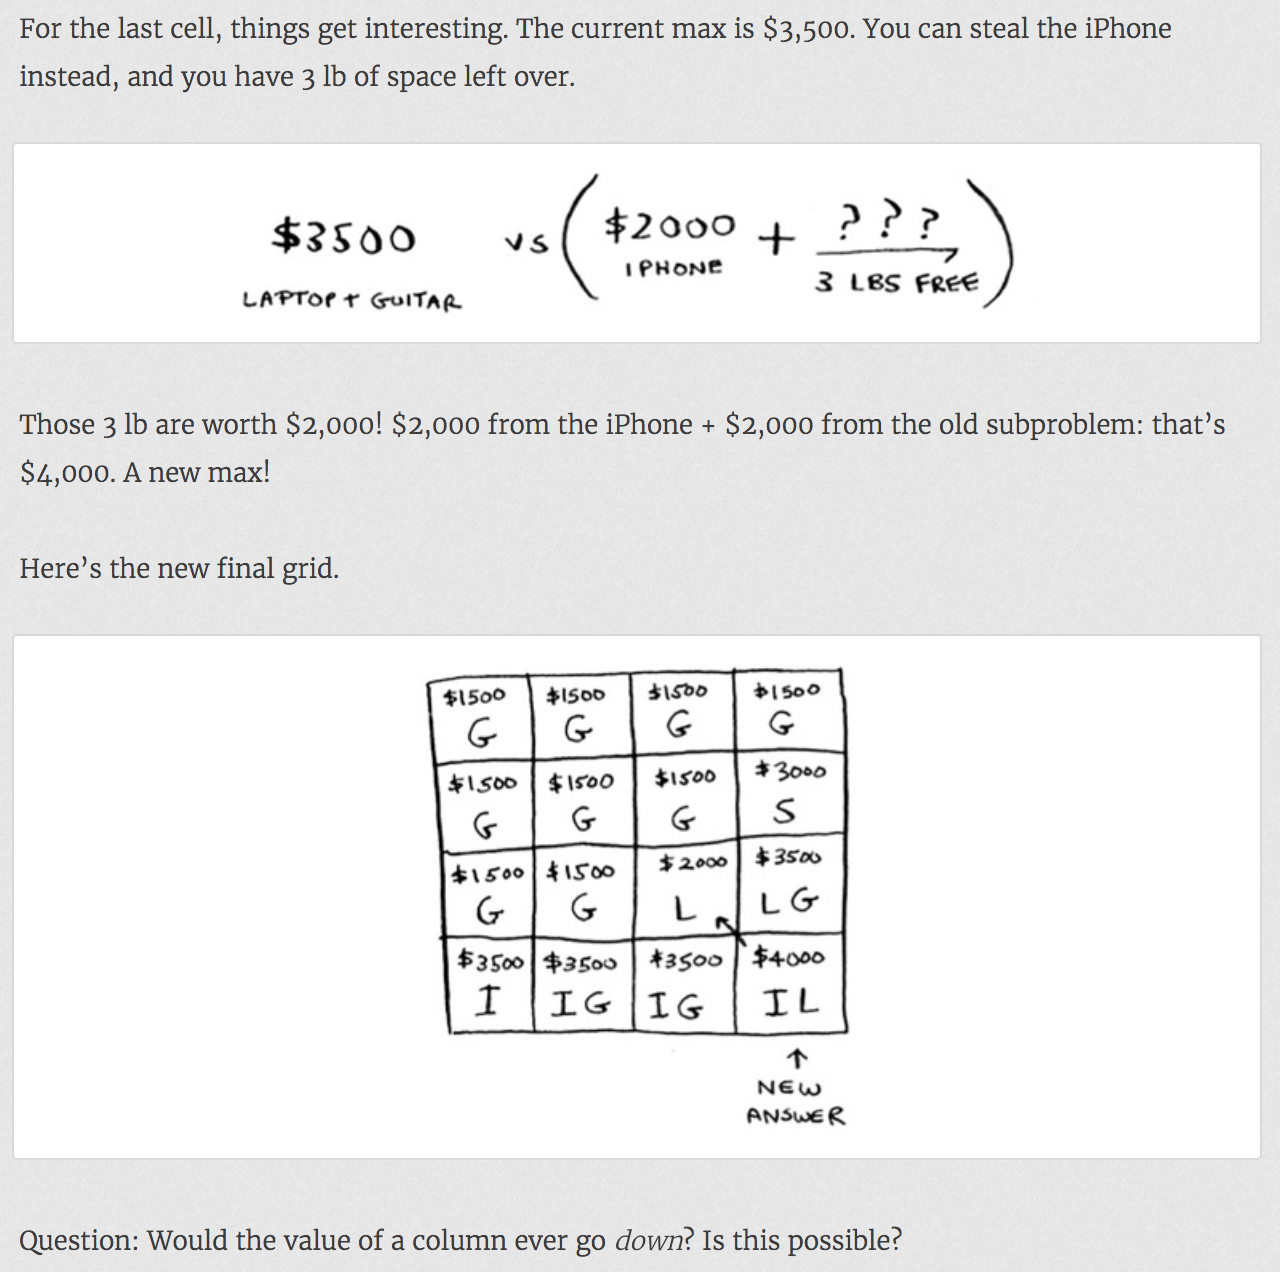 For the last cell, things get interesting. The current max is $3,500. You can steal the iPhone
instead, and you have 3 lb of space left over.
$3500 vs ( $2000 + ??? )
IPHONE
3 LBS FREE
LAPTOP + GUITAR
Those 3 lb are worth $2,000! $2,000 from the iPhone + $2,000 from the old subproblem: that’s
$4,000. A new max!
Here’s the new final grid.
$1500 $1500 $1500 $1500
G G G G
$1500 $1500 $1500 $3000
G G G S
$1500 $1500 $2000 $3500
G G L LG
$3500 $3500 $3500 $4000
I IG IG IL
↑
NEW
ANSWER
Question: Would the value of a column ever go down? Is this possible?